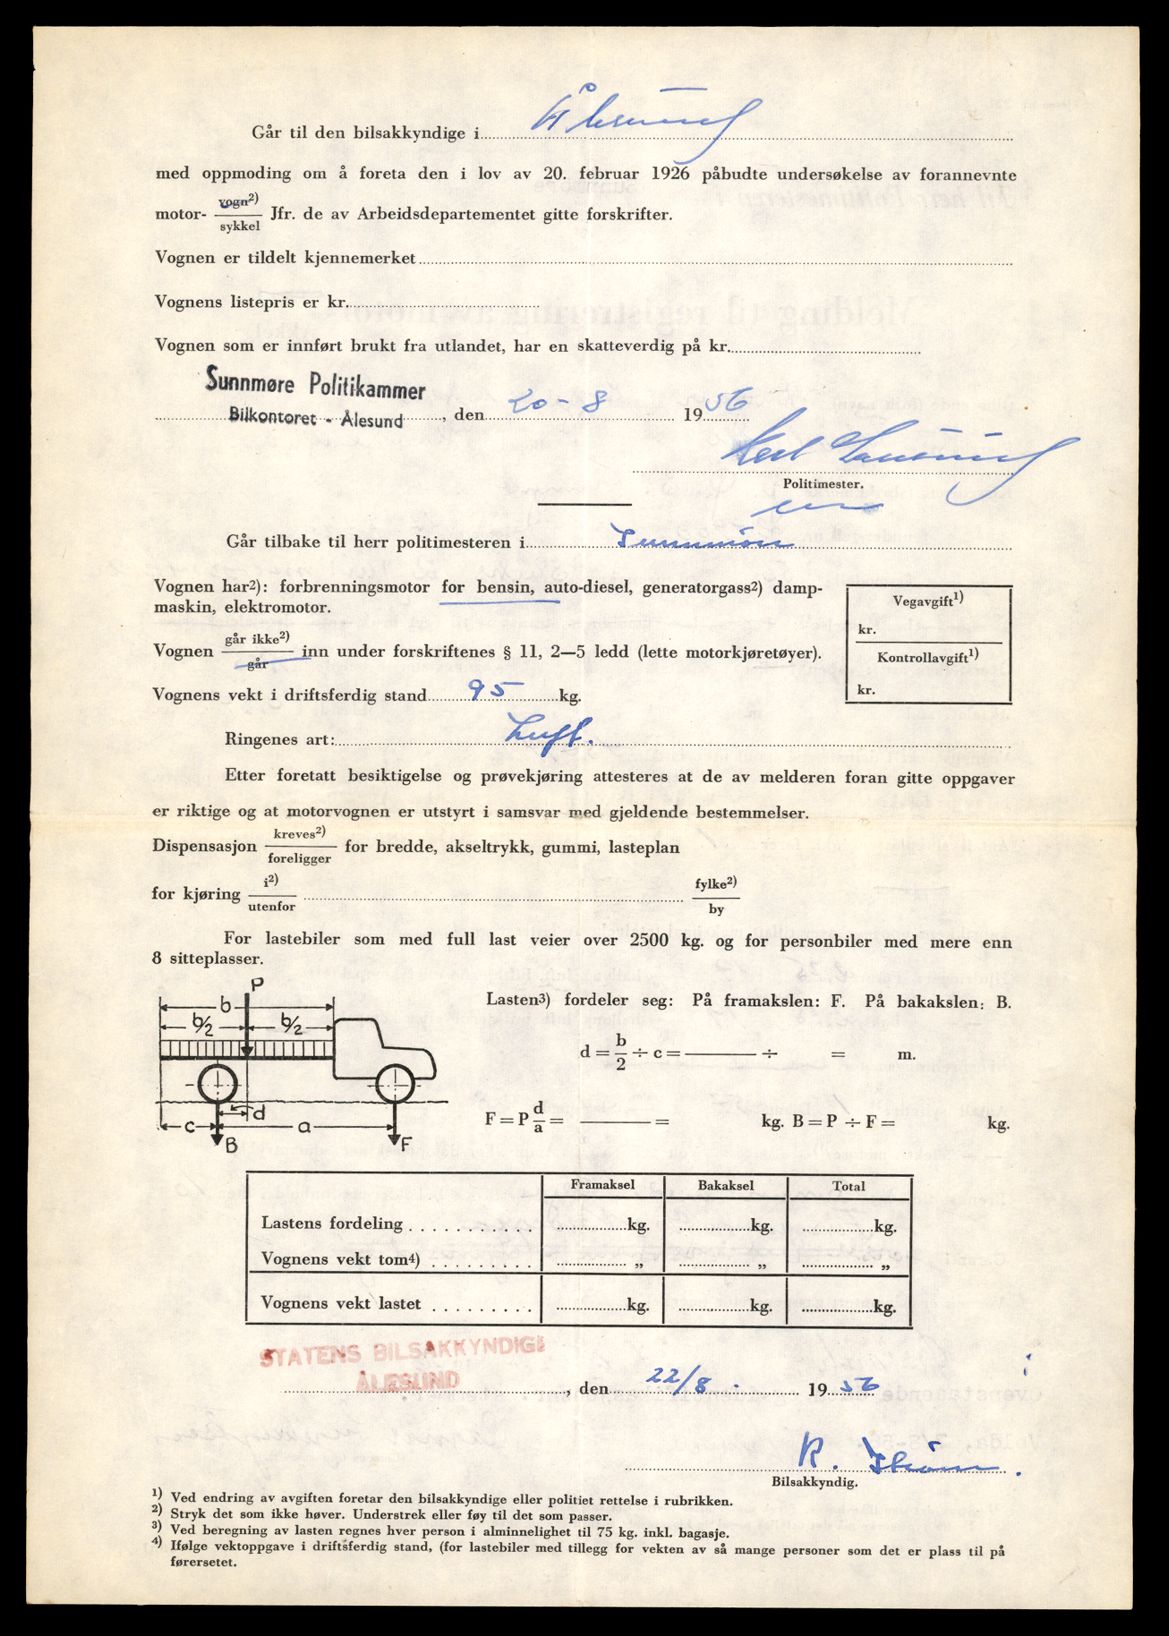 Går til den bilsakkyndige i Ålesund
med oppmoding om å foreta den i lov av 20. februar 1926 påbudte undersøkelse av forannevnte
motor- vogn2) / sykkel Jfr. de av Arbeidsdepartementet gitte forskrifter.
Vognen er tildelt kjennemerket
Vognens listepris er kr.
Vognen som er innført brukt fra utlandet, har en skatteverdig på kr.
Sunnmøre Politikammer
Bilkontoret - Ålesund, den 20-8 1956
Politimester.
Går tilbake til herr politimesteren i Sunnmøre
Vognen har2): forbrenningsmotor for bensin, auto-diesel, generatorgass2) damp-
maskin, elektromotor.
Vegavgift1)
kr.
Kontrollavgift1)
kr.
Vognen går ikke2) / går inn under forskriftenes § 11, 2—5 ledd (lette motorkjøretøyer).
Vognens vekt i driftsferdig stand 95 kg.
Ringenes art: Luft.
Etter foretatt besiktigelse og prøvekjøring attesteres at de av melderen foran gitte oppgaver
er riktige og at motorvognen er utstyrt i samsvar med gjeldende bestemmelser.
Dispensasjon kreves2) / foreligger for bredde, akseltrykk, gummi, lasteplan
for kjøring i2) / utenfor fylke2) / by
For lastebiler som med full last veier over 2500 kg. og for personbiler med mere enn
8 sitteplasser.
P
b
b/2 b/2
d
c a
B F
Lasten3) fordeler seg: På framakslen: F. På bakakslen: B.
d = b/2 ÷ c = ——— ÷ = m.
F = P d/a = ——— = kg. B = P ÷ F = kg.
Framaksel Bakaksel Total
Lastens fordeling . . . . . . . . . . . kg. kg. kg.
Vognens vekt tom4) . . . . . . . . . „ „ „
Vognens vekt lastet . . . . . . . . . kg. kg. kg.
STATENS BILSAKKYNDIGE
ÅLESUND, den 22/8 - 1956
Bilsakkyndig.
1) Ved endring av avgiften foretar den bilsakkyndige eller politiet rettelse i rubrikken.
2) Stryk det som ikke høver. Understrek eller føy til det som passer.
3) Ved beregning av lasten regnes hver person i alminnelighet til 75 kg. inkl. bagasje.
4) Ifølge vektoppgave i driftsferdig stand, (for lastebiler med tillegg for vekten av så mange personer som det er plass til på
førersetet.